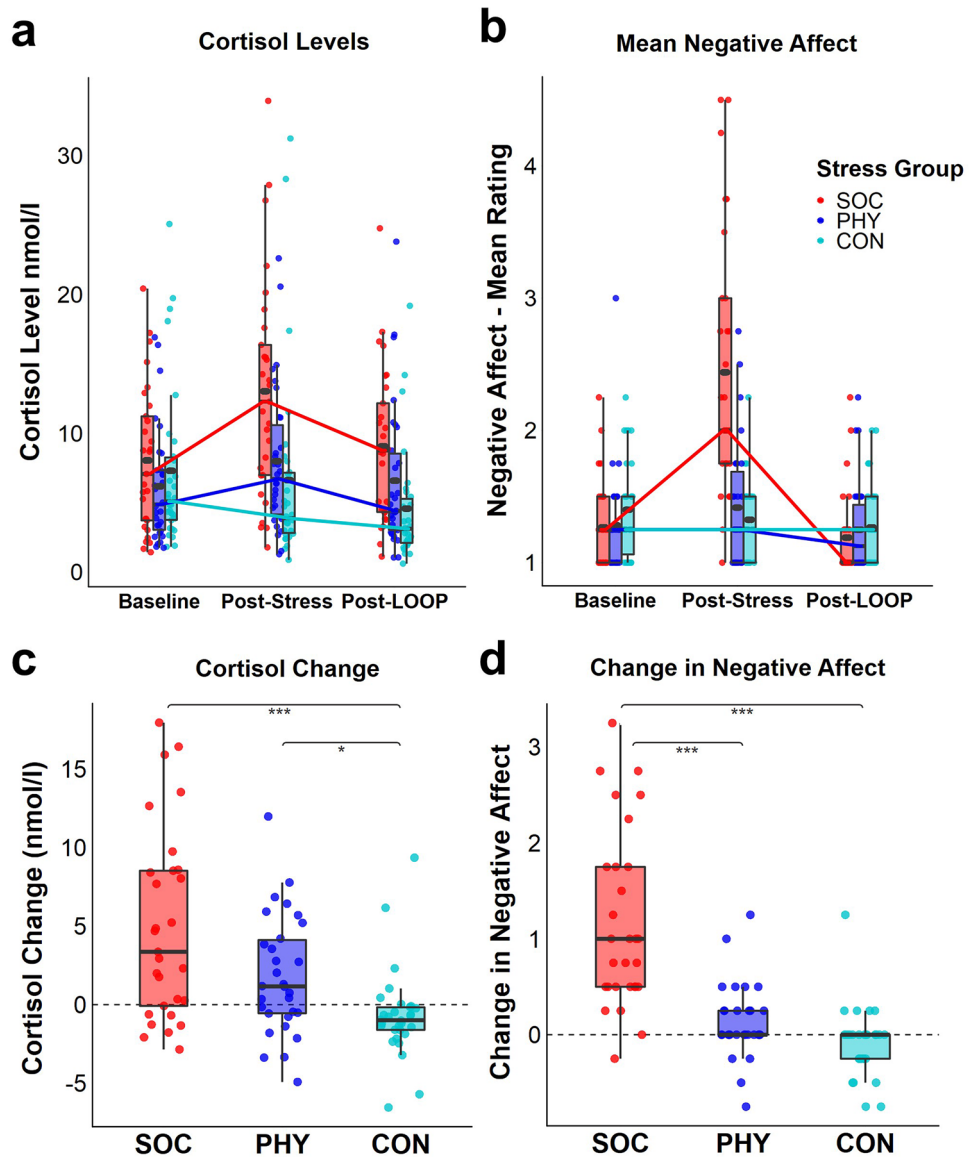 a
Cortisol Levels
Cortisol Level nmol/l
30
20
10
0
Baseline Post-Stress Post-LOOP
b
Mean Negative Affect
Negative Affect - Mean Rating
4
3
2
1
Baseline Post-Stress Post-LOOP
Stress Group
SOC
PHY
CON
c
Cortisol Change
Cortisol Change (nmol/l)
15
10
5
0
-5
***
*
SOC PHY CON
d
Change in Negative Affect
Change in Negative Affect
3
2
1
0
***
***
SOC PHY CON